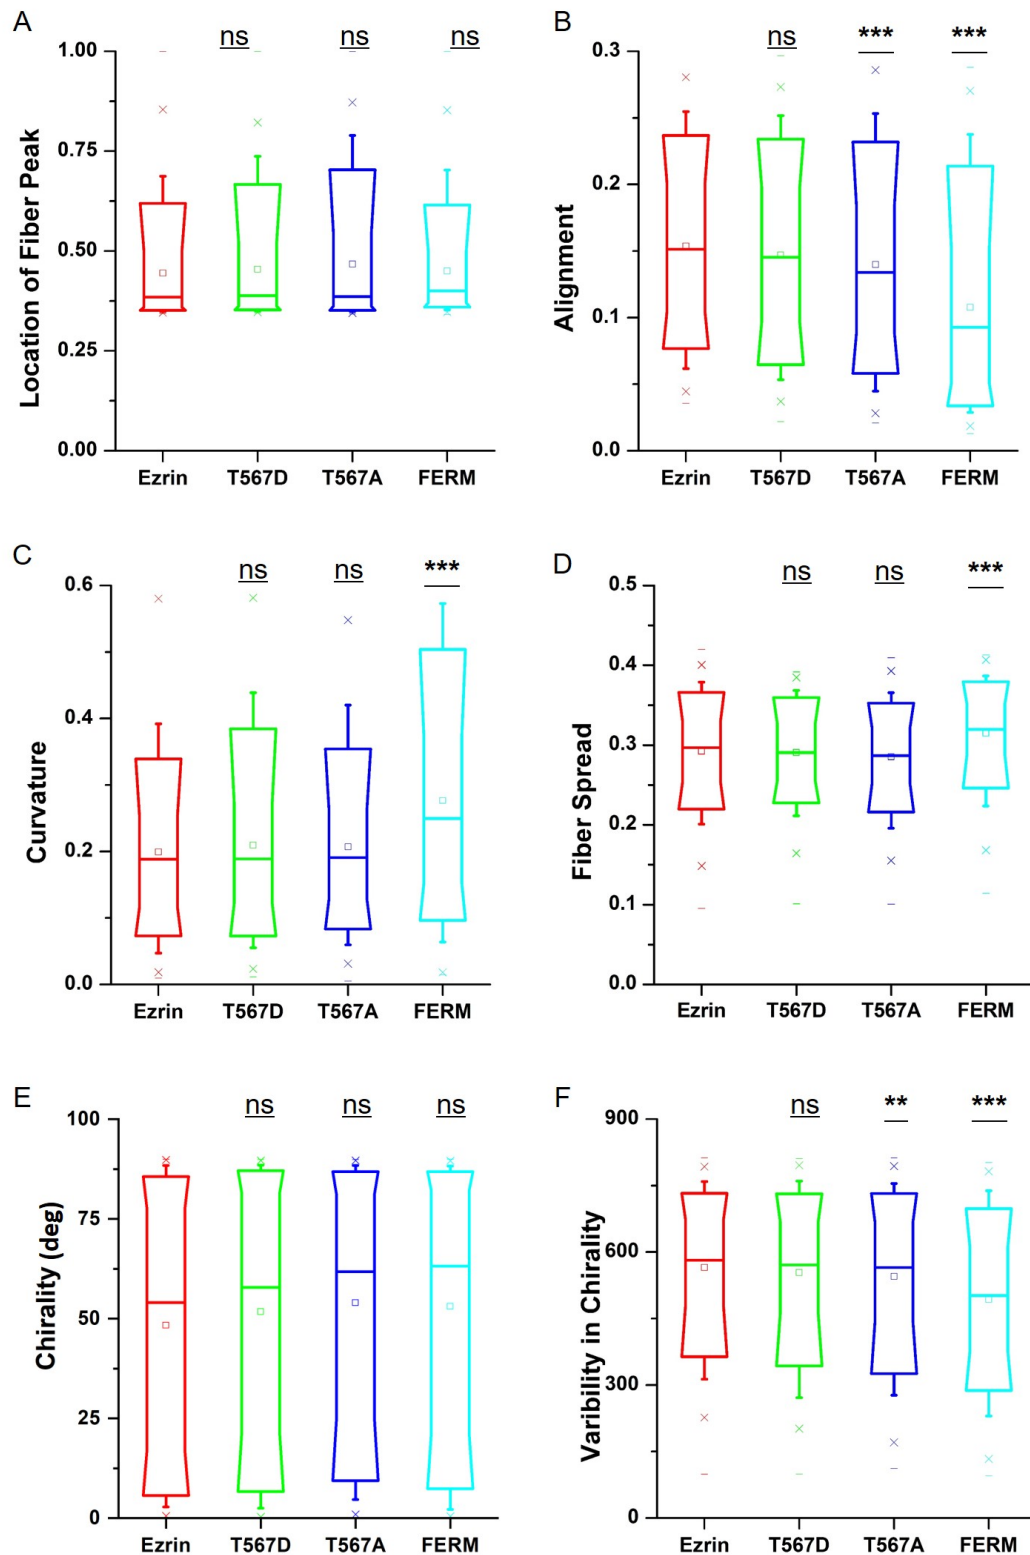 A
ns
ns
ns
1.00
0.75
0.50
0.25
0.00
Location of Fiber Peak
Ezrin T567D T567A FERM
B
ns
***
***
0.3
0.2
0.1
0.0
Alignment
Ezrin T567D T567A FERM
C
ns
ns
***
0.6
0.4
0.2
0.0
Curvature
Ezrin T567D T567A FERM
D
ns
ns
***
0.5
0.4
0.3
0.2
0.1
0.0
Fiber Spread
Ezrin T567D T567A FERM
E
ns
ns
ns
100
75
50
25
0
Chirality (deg)
Ezrin T567D T567A FERM
F
ns
**
***
900
600
300
0
Varibility in Chirality
Ezrin T567D T567A FERM